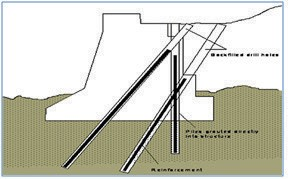 Backfilled drill holes
Piles grouted directly
into structure
Reinforcement